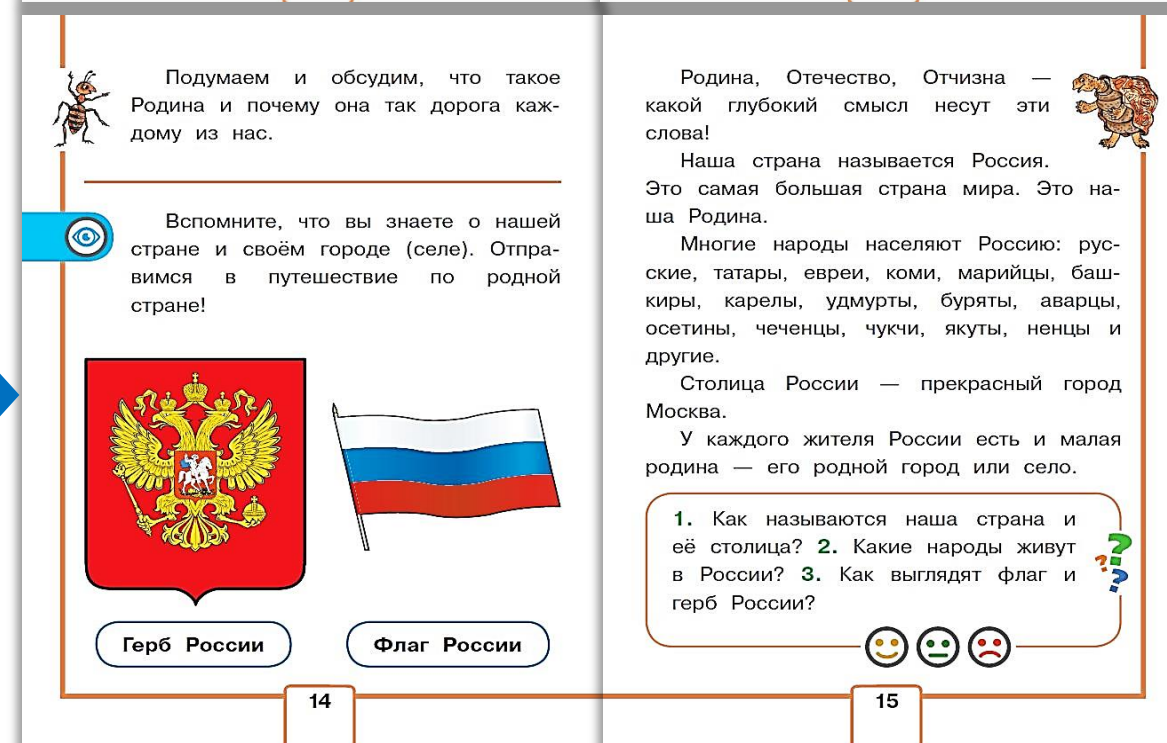 Подумаем и обсудим, что такое
Родина и почему она так дорога каж-
дому из нас.
Вспомните, что вы знаете о нашей
стране и своём городе (селе). Отпра-
вимся в путешествие по родной
стране!
Герб России
Флаг России
14
Родина, Отечество, Отчизна —
какой глубокий смысл несут эти
слова!
Наша страна называется Россия.
Это самая большая страна мира. Это на-
ша Родина.
Многие народы населяют Россию: рус-
ские, татары, евреи, коми, марийцы, баш-
киры, карелы, удмурты, буряты, аварцы,
осетины, чеченцы, чукчи, якуты, ненцы и
другие.
Столица России — прекрасный город
Москва.
У каждого жителя России есть и малая
родина — его родной город или село.
1. Как называются наша страна и
её столица? 2. Какие народы живут
в России? 3. Как выглядят флаг и
герб России?
? ? ?
15